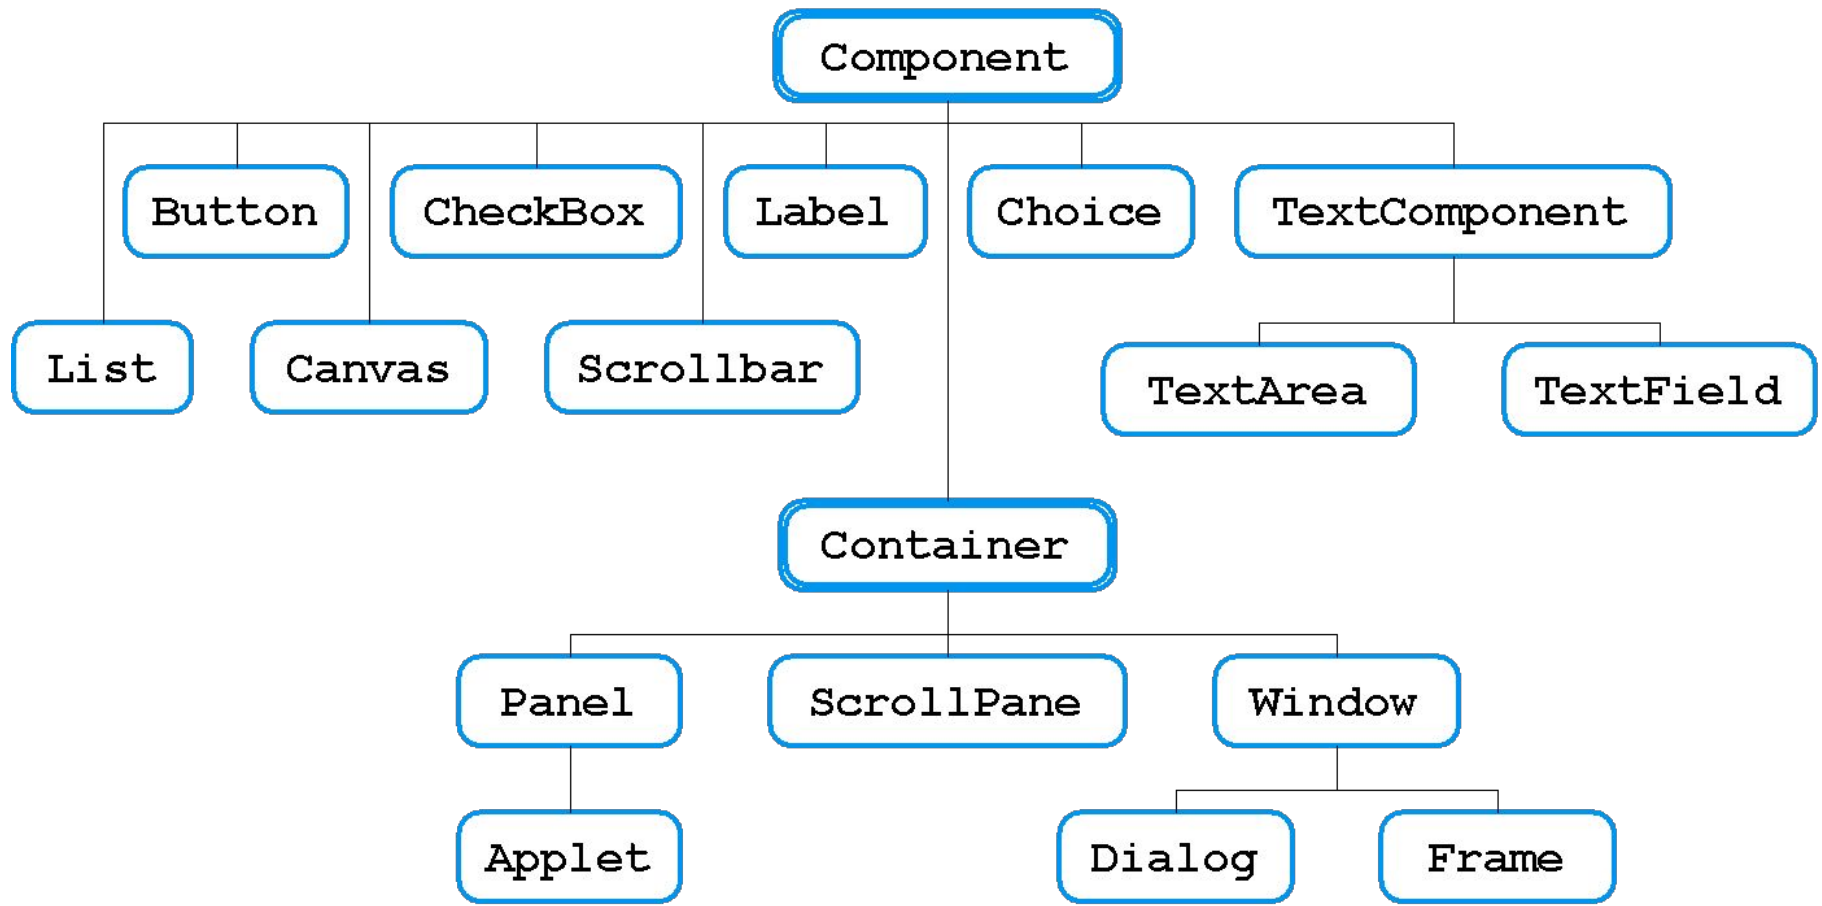 Component
Button
CheckBox
Label
Choice
TextComponent
List
Canvas
Scrollbar
TextArea
TextField
Container
Panel
ScrollPane
Window
Applet
Dialog
Frame